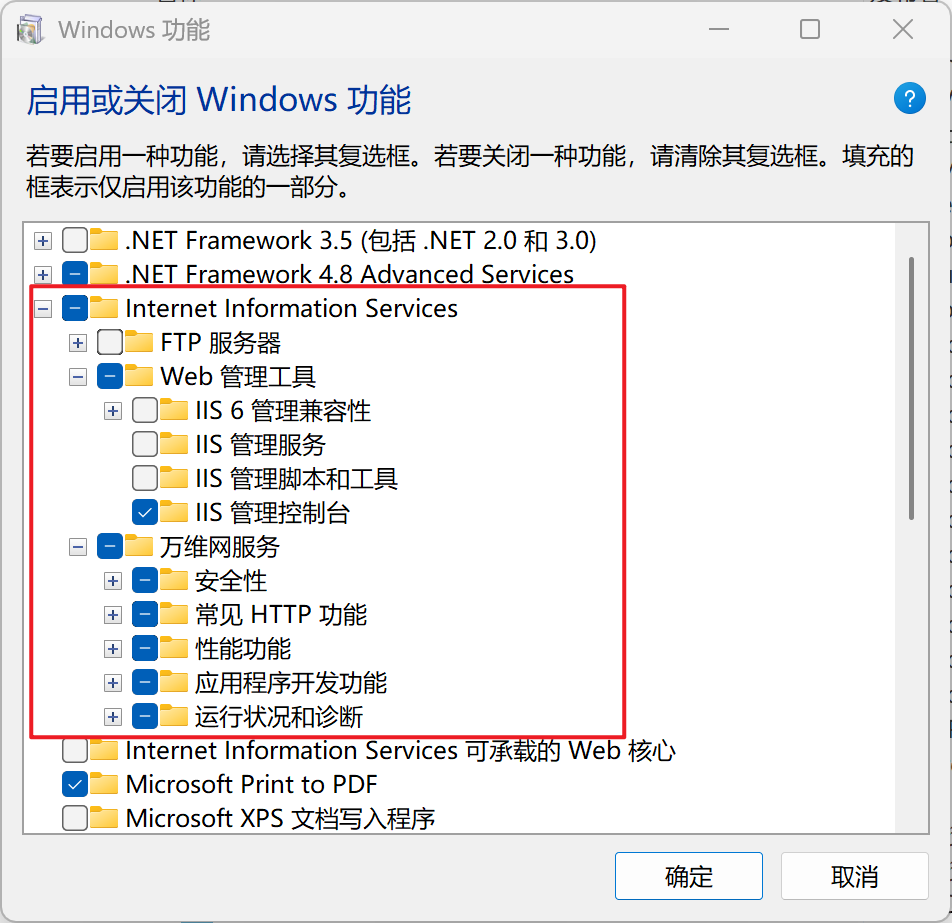 Windows 功能
启用或关闭 Windows 功能
?
若要启用一种功能，请选择其复选框。若要关闭一种功能，请清除其复选框。填充的
框表示仅启用该功能的一部分。
.NET Framework 3.5 (包括 .NET 2.0 和 3.0)
.NET Framework 4.8 Advanced Services
Internet Information Services
FTP 服务器
Web 管理工具
IIS 6 管理兼容性
IIS 管理服务
IIS 管理脚本和工具
IIS 管理控制台
万维网服务
安全性
常见 HTTP 功能
性能功能
应用程序开发功能
运行状况和诊断
Internet Information Services 可承载的 Web 核心
Microsoft Print to PDF
Microsoft XPS 文档写入程序
确定
取消